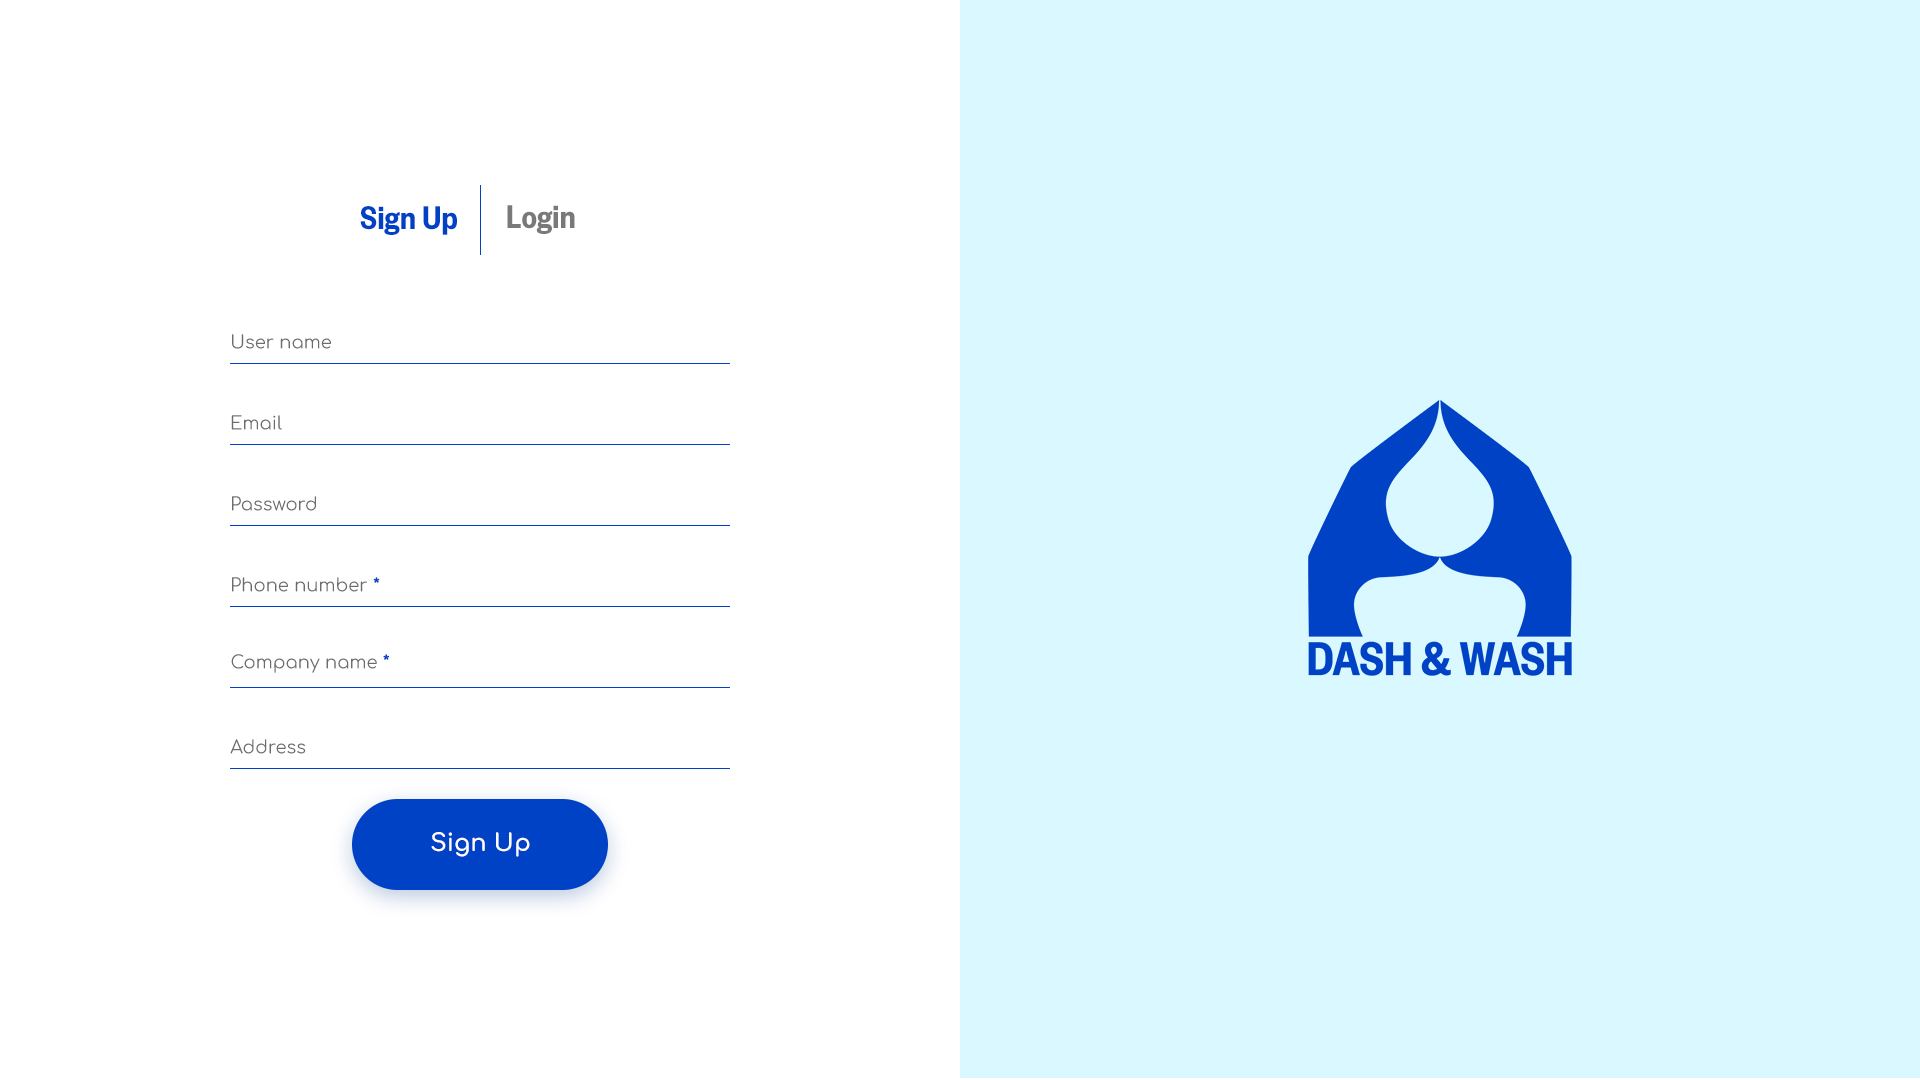 Sign Up
Login
User name
Email
Password
Phone number *
Company name *
Address
Sign Up
DASH & WASH